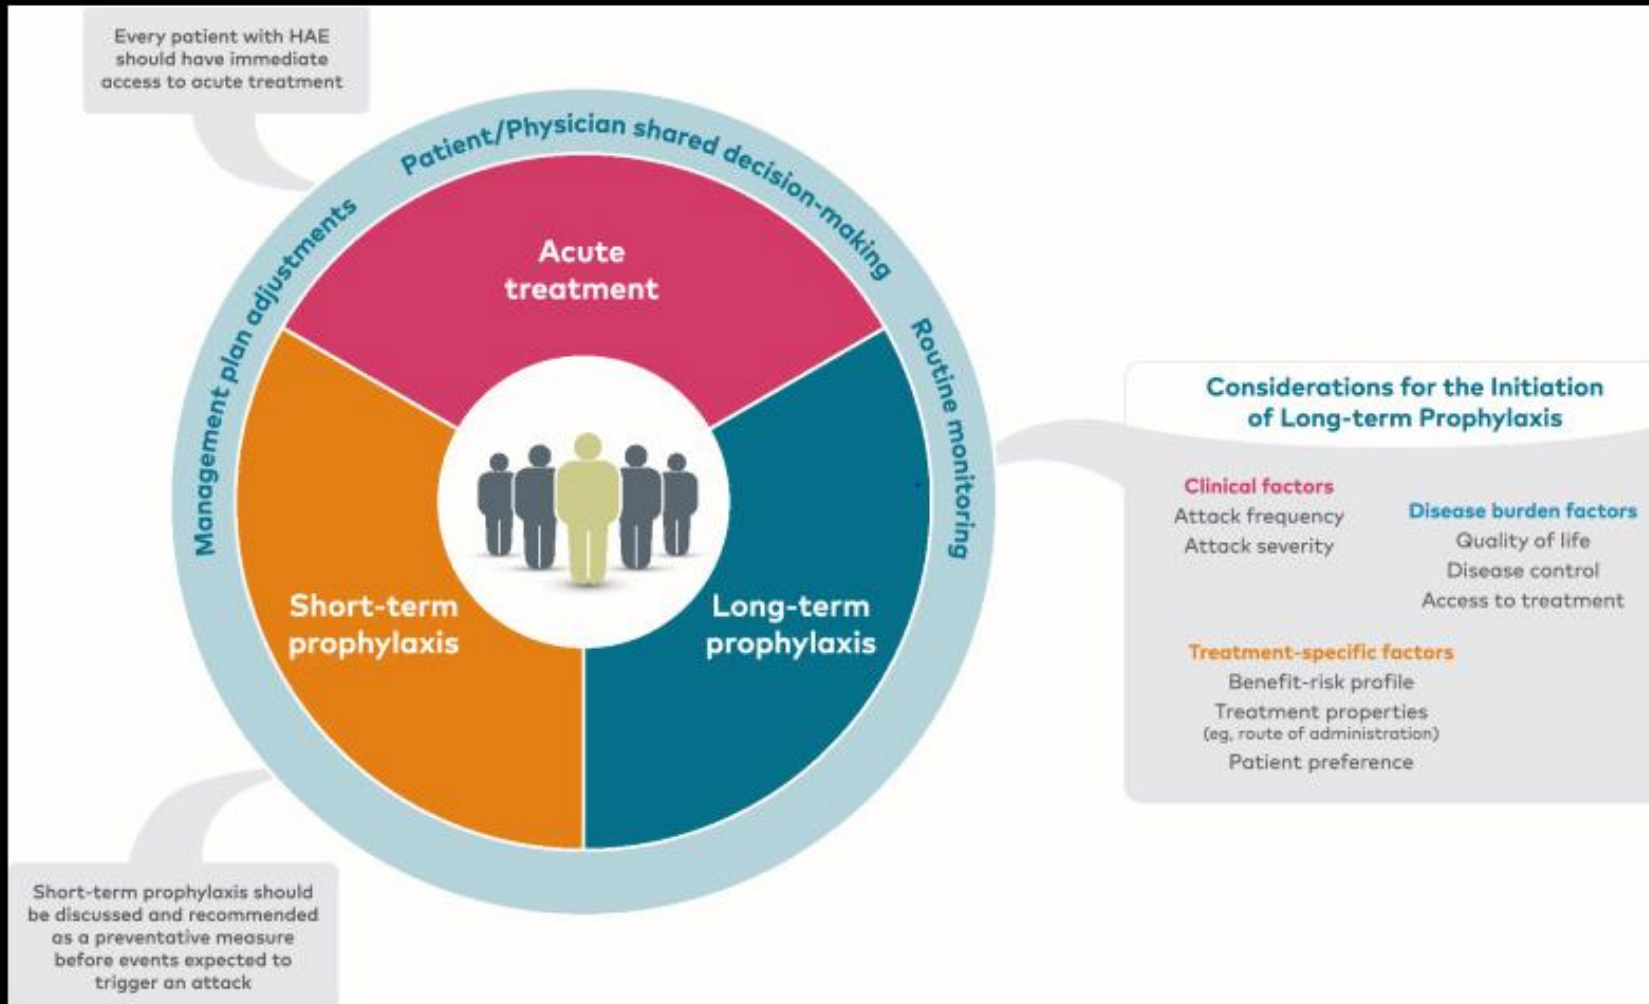 Every patient with HAE
should have immediate
access to acute treatment
Management plan adjustments
Patient/Physician shared decision-making
Routine monitoring
Acute
treatment
Short-term
prophylaxis
Long-term
prophylaxis
Considerations for the Initiation
of Long-term Prophylaxis
Clinical factors
Attack frequency
Attack severity
Disease burden factors
Quality of life
Disease control
Access to treatment
Treatment-specific factors
Benefit-risk profile
Treatment properties
(eg, route of administration)
Patient preference
Short-term prophylaxis should
be discussed and recommended
as a preventative measure
before events expected to
trigger an attack